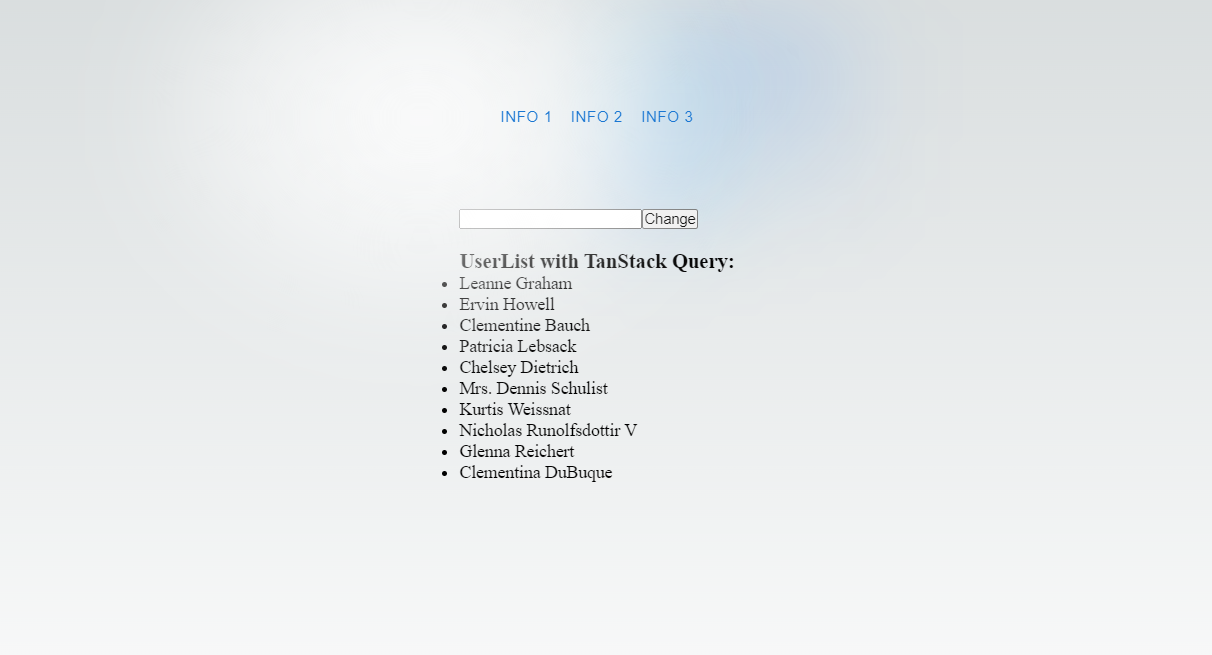 INFO 1 INFO 2 INFO 3
Change
UserList with TanStack Query:
Leanne Graham
Ervin Howell
Clementine Bauch
Patricia Lebsack
Chelsey Dietrich
Mrs. Dennis Schulist
Kurtis Weissnat
Nicholas Runolfsdottir V
Glenna Reichert
Clementina DuBuque